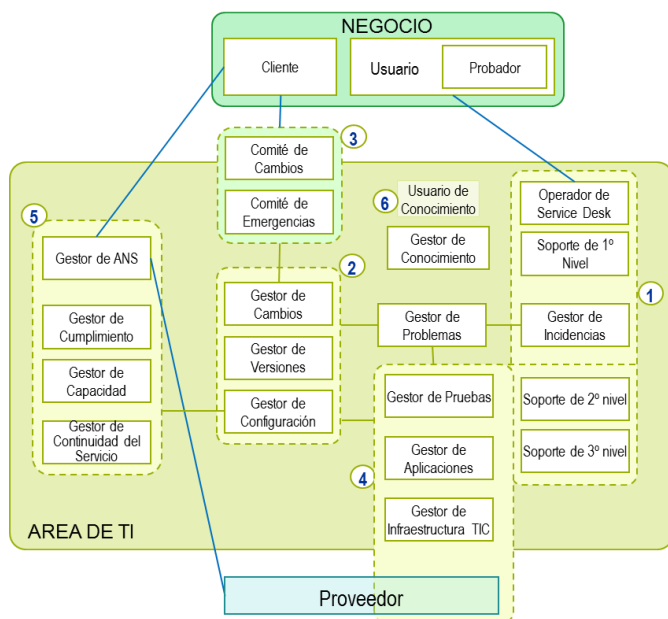 NEGOCIO
Cliente
Usuario
Probador
3
Comité de
Cambios
Comité de
Emergencias
6
Usuario de
Conocimiento
Gestor de
Conocimiento
Operador de
Service Desk
Soporte de 1º
Nivel
1
5
Gestor de ANS
Gestor de
Cumplimiento
Gestor de
Capacidad
Gestor de
Continuidad del
Servicio
2
Gestor de
Cambios
Gestor de
Versiones
Gestor de
Configuración
Gestor de
Problemas
Gestor de
Incidencias
Gestor de Pruebas
Gestor de
Aplicaciones
4
Gestor de
Infraestructura TIC
Soporte de 2º nivel
Soporte de 3º nivel
AREA DE TI
Proveedor